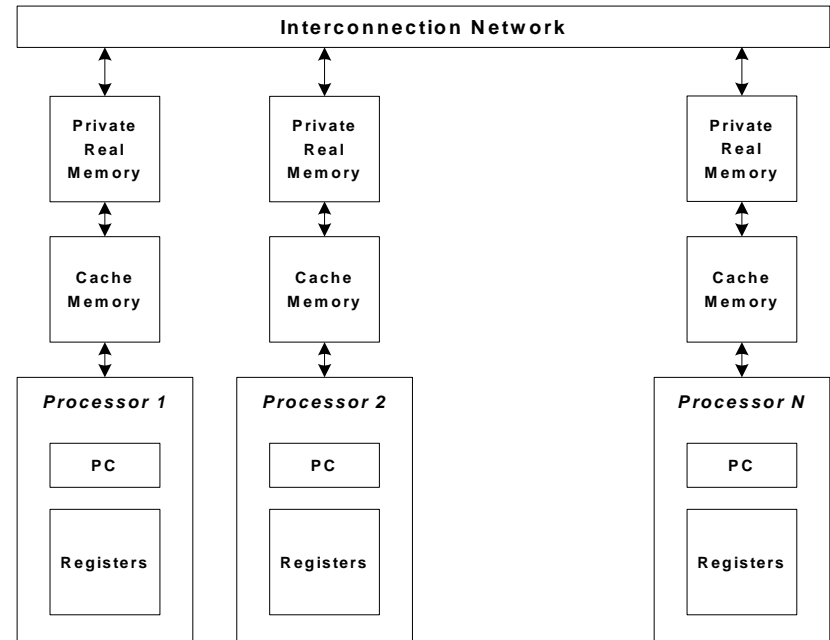 Interconnection Network
Private
Real
Memory
Private
Real
Memory
Private
Real
Memory
Cache
Memory
Cache
Memory
Cache
Memory
Processor 1
Processor 2
Processor N
PC
PC
PC
Registers
Registers
Registers